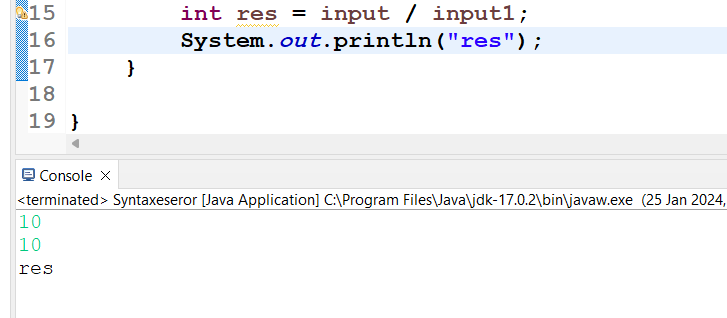 15 int res = input / input1;
16 System.out.println("res");
17 }
18
19 }
Console
<terminated> Syntaxeseror [Java Application] C:\Program Files\Java\jdk-17.0.2\bin\javaw.exe (25 Jan 2024,
10
10
res